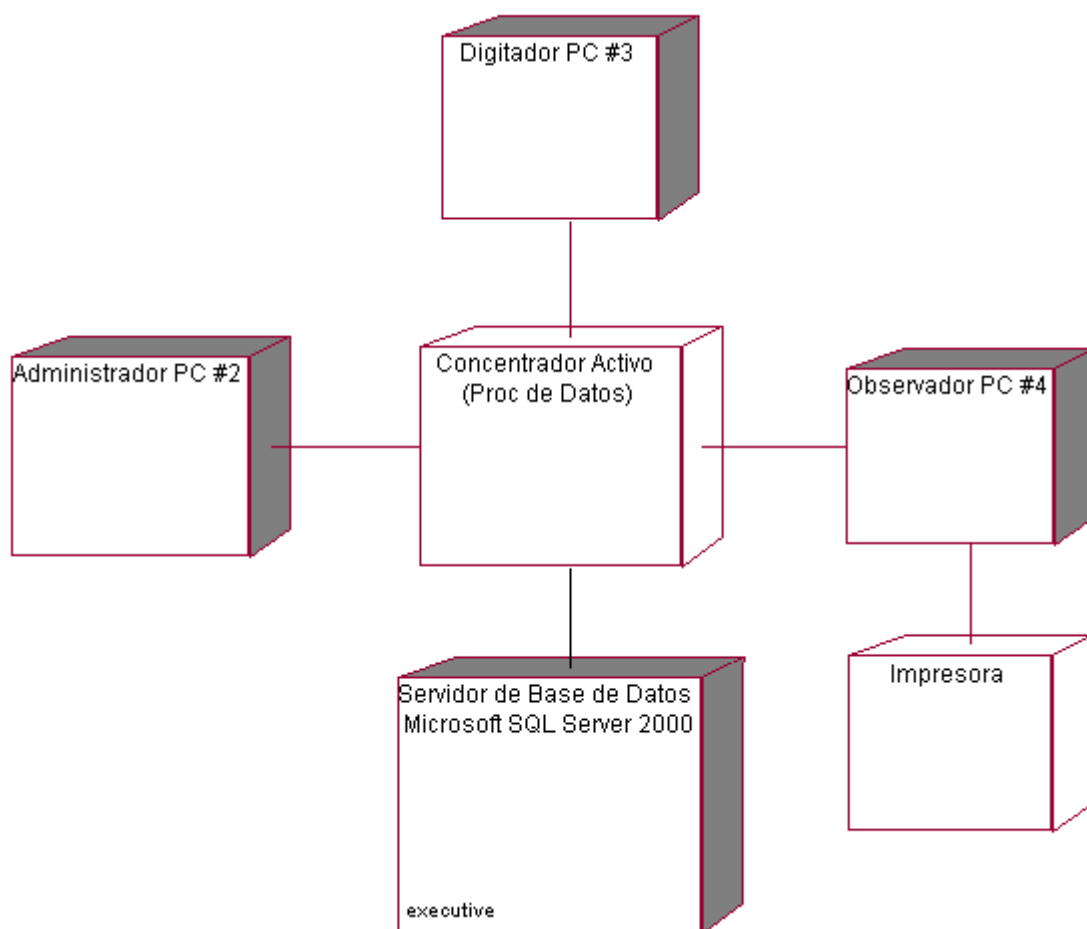 Digitador PC #3
Administrador PC #2
Concentrador Activo
(Proc de Datos)
Observador PC #4
Servidor de Base de Datos
Microsoft SQL Server 2000
executive
Impresora